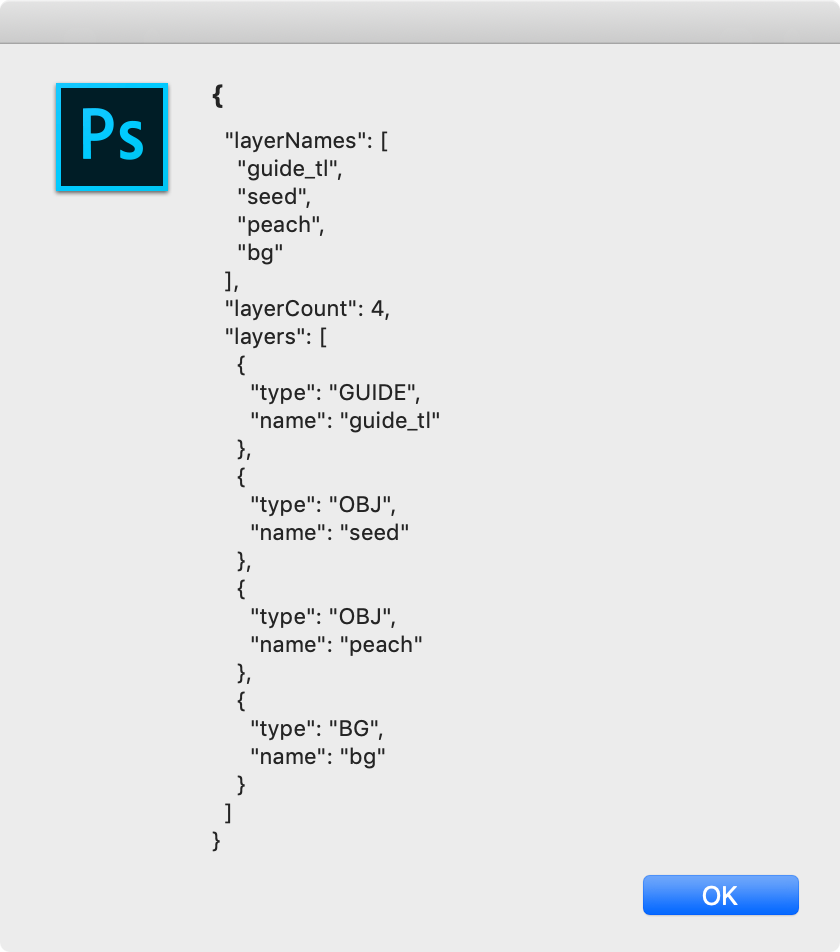 Ps
{
"layerNames": [
"guide_tl",
"seed",
"peach",
"bg"
],
"layerCount": 4,
"layers": [
{
"type": "GUIDE",
"name": "guide_tl"
},
{
"type": "OBJ",
"name": "seed"
},
{
"type": "OBJ",
"name": "peach"
},
{
"type": "BG",
"name": "bg"
}
]
}
OK